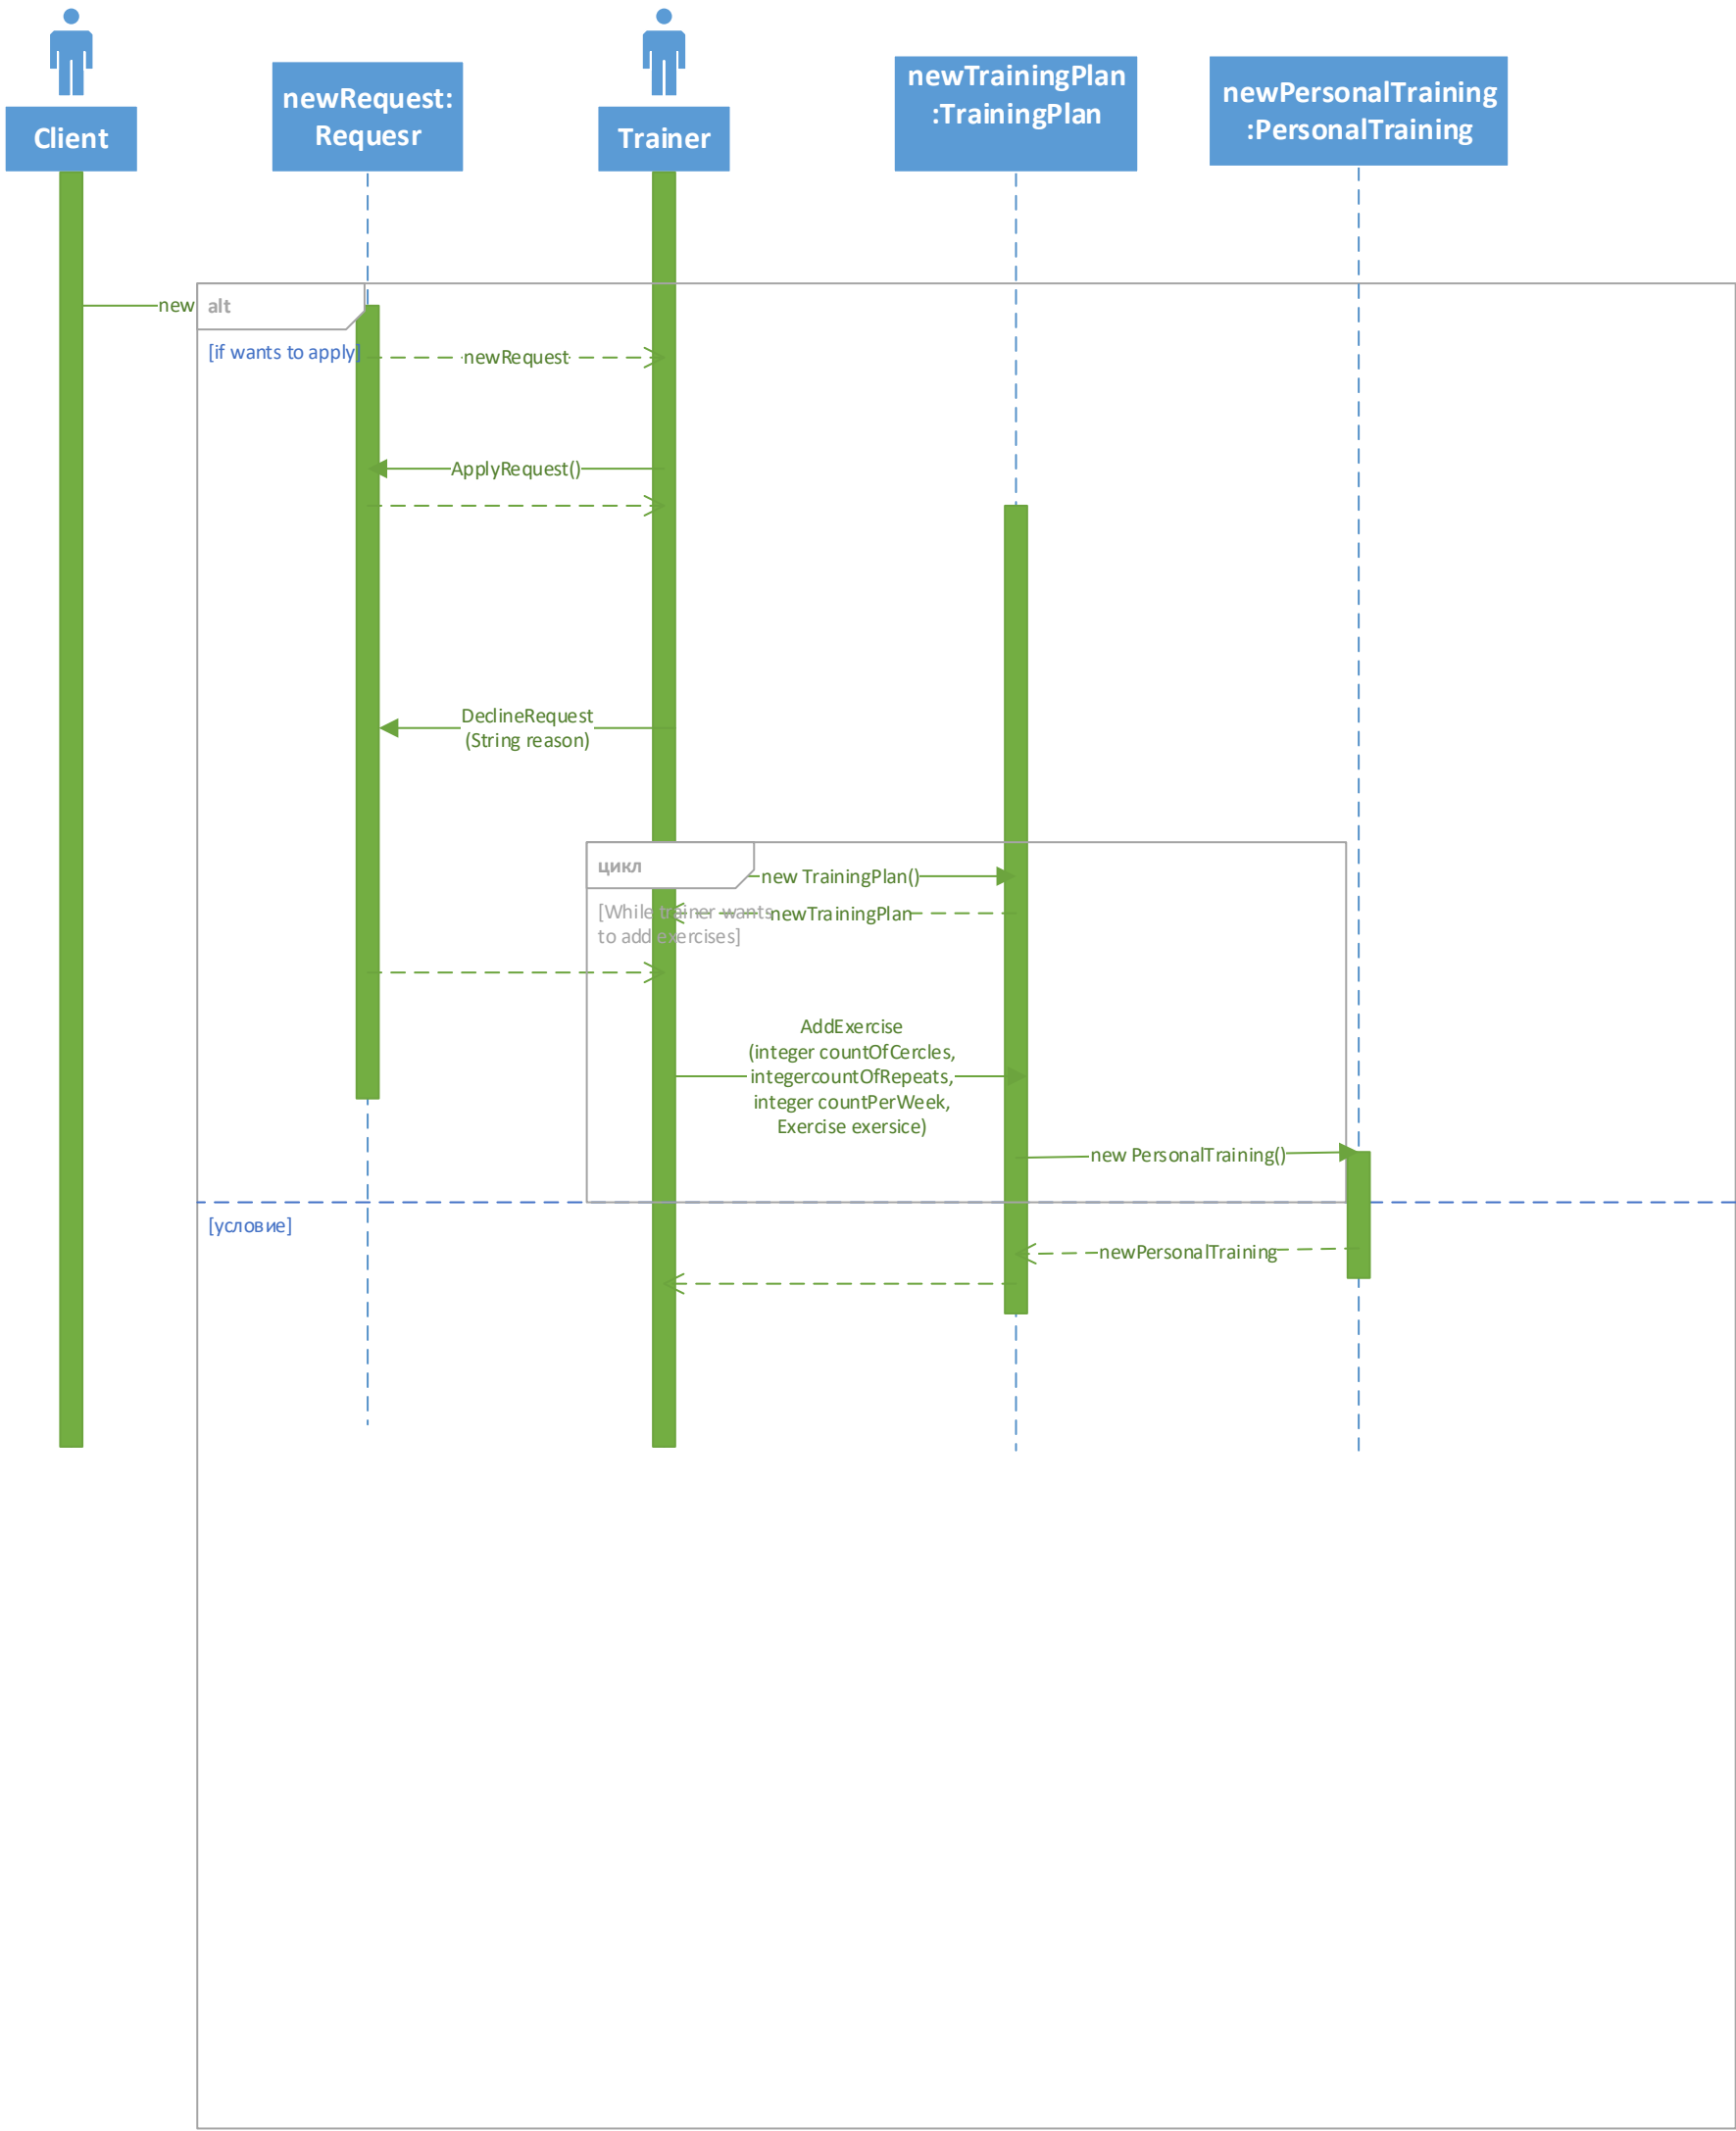 Client
newRequest:
Requesr
Trainer
newTrainingPlan
:TrainingPlan
newPersonalTraining
:PersonalTraining
new
alt
[if wants to apply]
newRequest
ApplyRequest()
DeclineRequest
(String reason)
цикл
new TrainingPlan()
[While trainer wants
to add exercises]
newTrainingPlan
AddExercise
(integer countOfCercles,
integercountOfRepeats,
integer countPerWeek,
Exercise exersice)
new PersonalTraining()
[условие]
newPersonalTraining